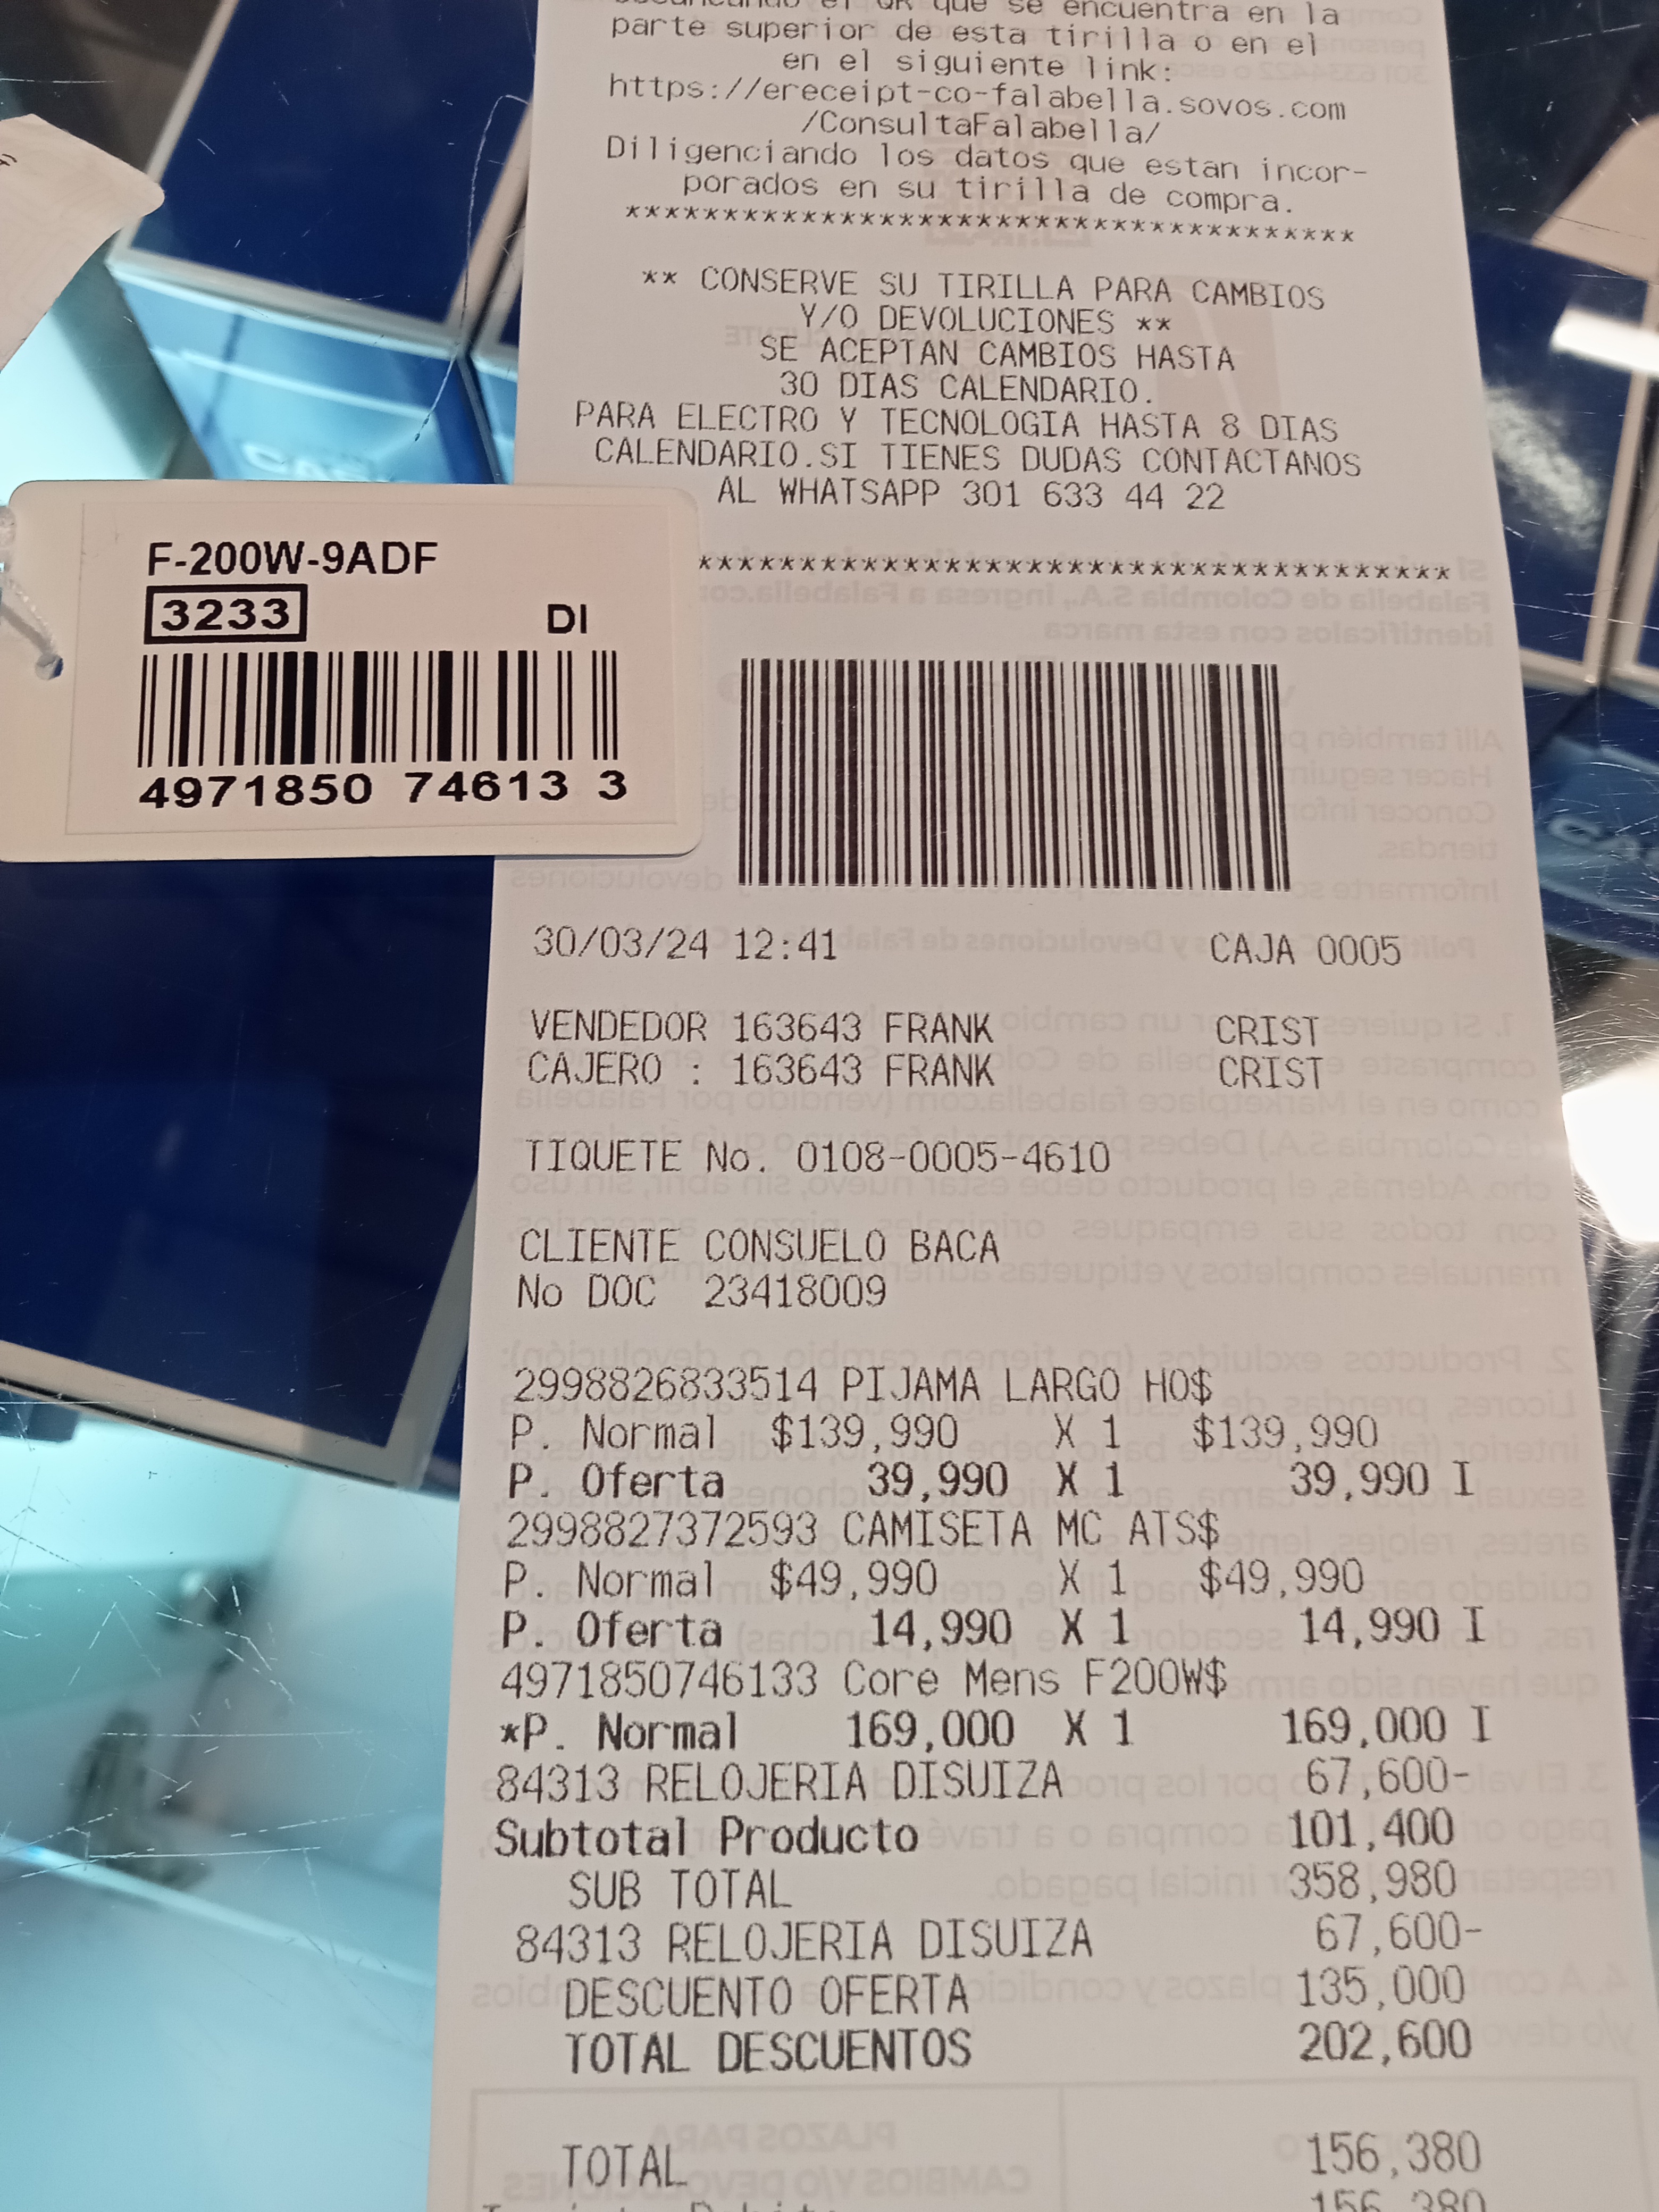 parte superior de esta tirilla o en el
en el siguiente link:
https://ereceipt-co-falabella.sovos.com
/ConsultaFalabella/
Diligenciando los datos que estan incor-
porados en su tirilla de compra.
*************************************
** CONSERVE SU TIRILLA PARA CAMBIOS
Y/O DEVOLUCIONES **
SE ACEPTAN CAMBIOS HASTA
30 DIAS CALENDARIO.
PARA ELECTRO Y TECNOLOGIA HASTA 8 DIAS
CALENDARIO.SI TIENES DUDAS CONTACTANOS
AL WHATSAPP 301 633 44 22
*************************************
F-200W-9ADF
3233 DI
4971850 74613 3
30/03/24 12:41 CAJA 0005
VENDEDOR 163643 FRANK CRIST
CAJERO : 163643 FRANK CRIST
TIQUETE No. 0108-0005-4610
CLIENTE CONSUELO BACA
No DOC 23418009
2998826833514 PIJAMA LARGO HO$
P. Normal $139,990 X 1 $139,990
P. Oferta 39,990 X 1 39,990 I
2998827372593 CAMISETA MC ATS$
P. Normal $49,990 X 1 $49,990
P. Oferta 14,990 X 1 14,990 I
4971850746133 Core Mens F200W$
*P. Normal 169,000 X 1 169,000 I
84313 RELOJERIA DISUIZA 67,600-
Subtotal Producto 101,400
SUB TOTAL 358,980
84313 RELOJERIA DISUIZA 67,600-
DESCUENTO OFERTA 135,000
TOTAL DESCUENTOS 202,600
TOTAL 156,380
156,380